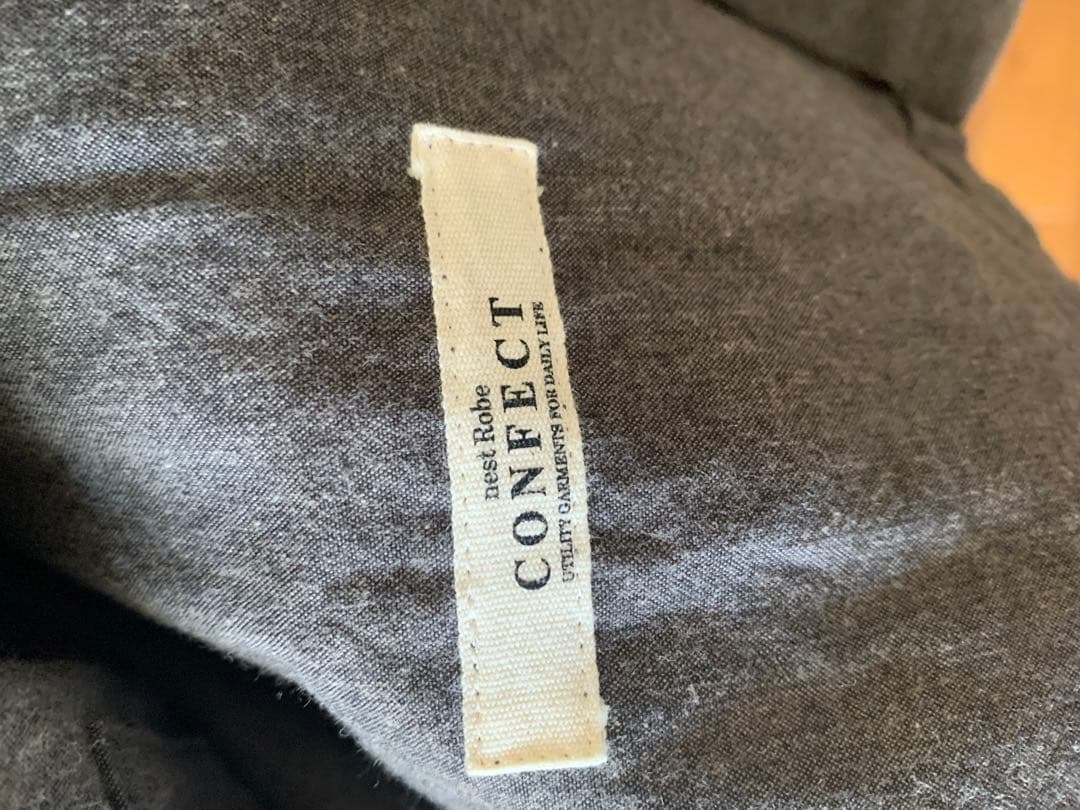 nest Robe
CONFECT
UTILITY GARMENTS FOR DAILY LIFE